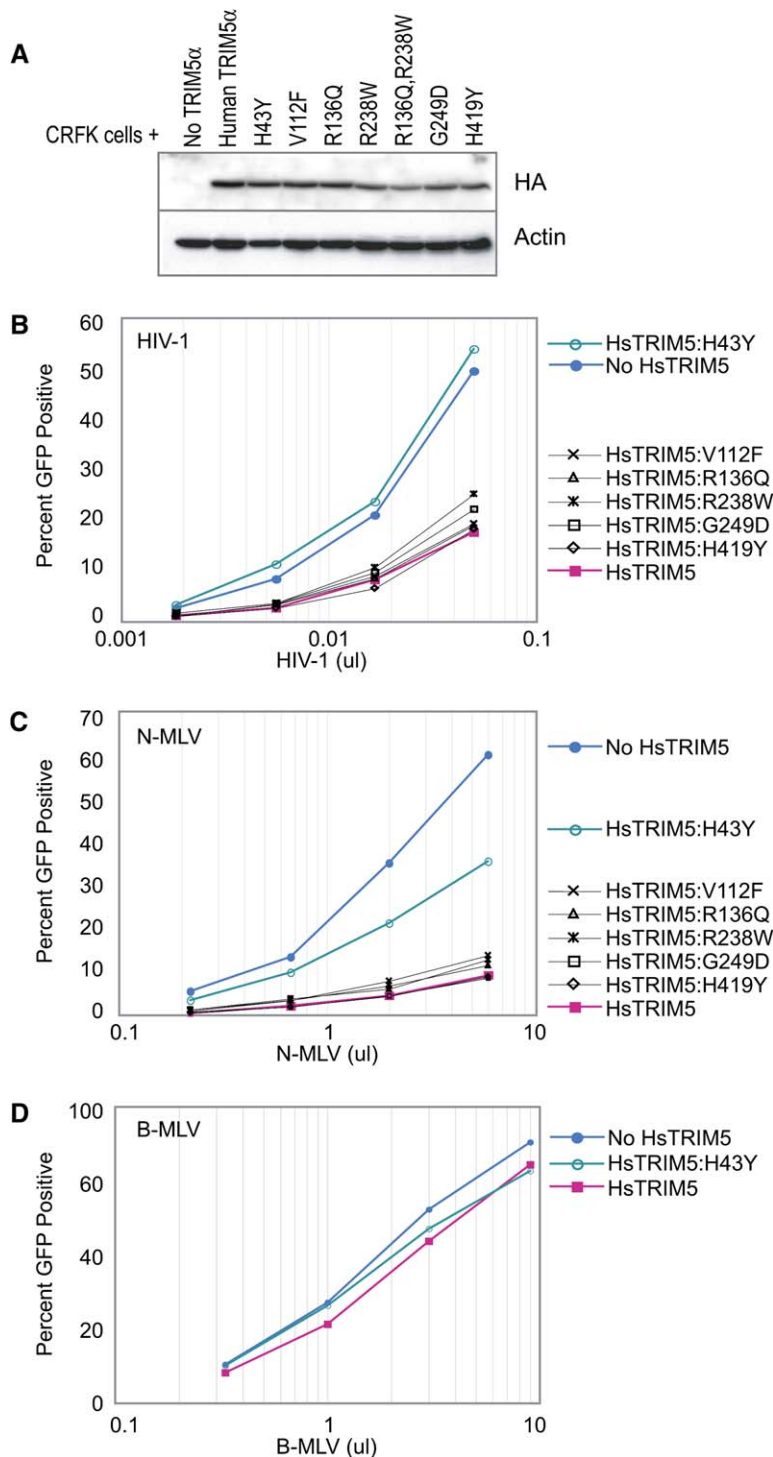 A
CRFK cells +
No TRIM5α
Human TRIM5α
H43Y
V112F
R136Q
R238W
R136Q,R238W
G249D
H419Y
HA
Actin
B
HIV-1
Percent GFP Positive
60
50
40
30
20
10
0
0.001
0.01
0.1
HIV-1 (ul)
HsTRIM5:H43Y
No HsTRIM5
HsTRIM5:V112F
HsTRIM5:R136Q
HsTRIM5:R238W
HsTRIM5:G249D
HsTRIM5:H419Y
HsTRIM5
C
N-MLV
Percent GFP Positive
70
60
50
40
30
20
10
0
0.1
1
10
N-MLV (ul)
No HsTRIM5
HsTRIM5:H43Y
HsTRIM5:V112F
HsTRIM5:R136Q
HsTRIM5:R238W
HsTRIM5:G249D
HsTRIM5:H419Y
HsTRIM5
D
B-MLV
Percent GFP Positive
100
60
40
20
0
0.1
1
10
B-MLV (ul)
No HsTRIM5
HsTRIM5:H43Y
HsTRIM5